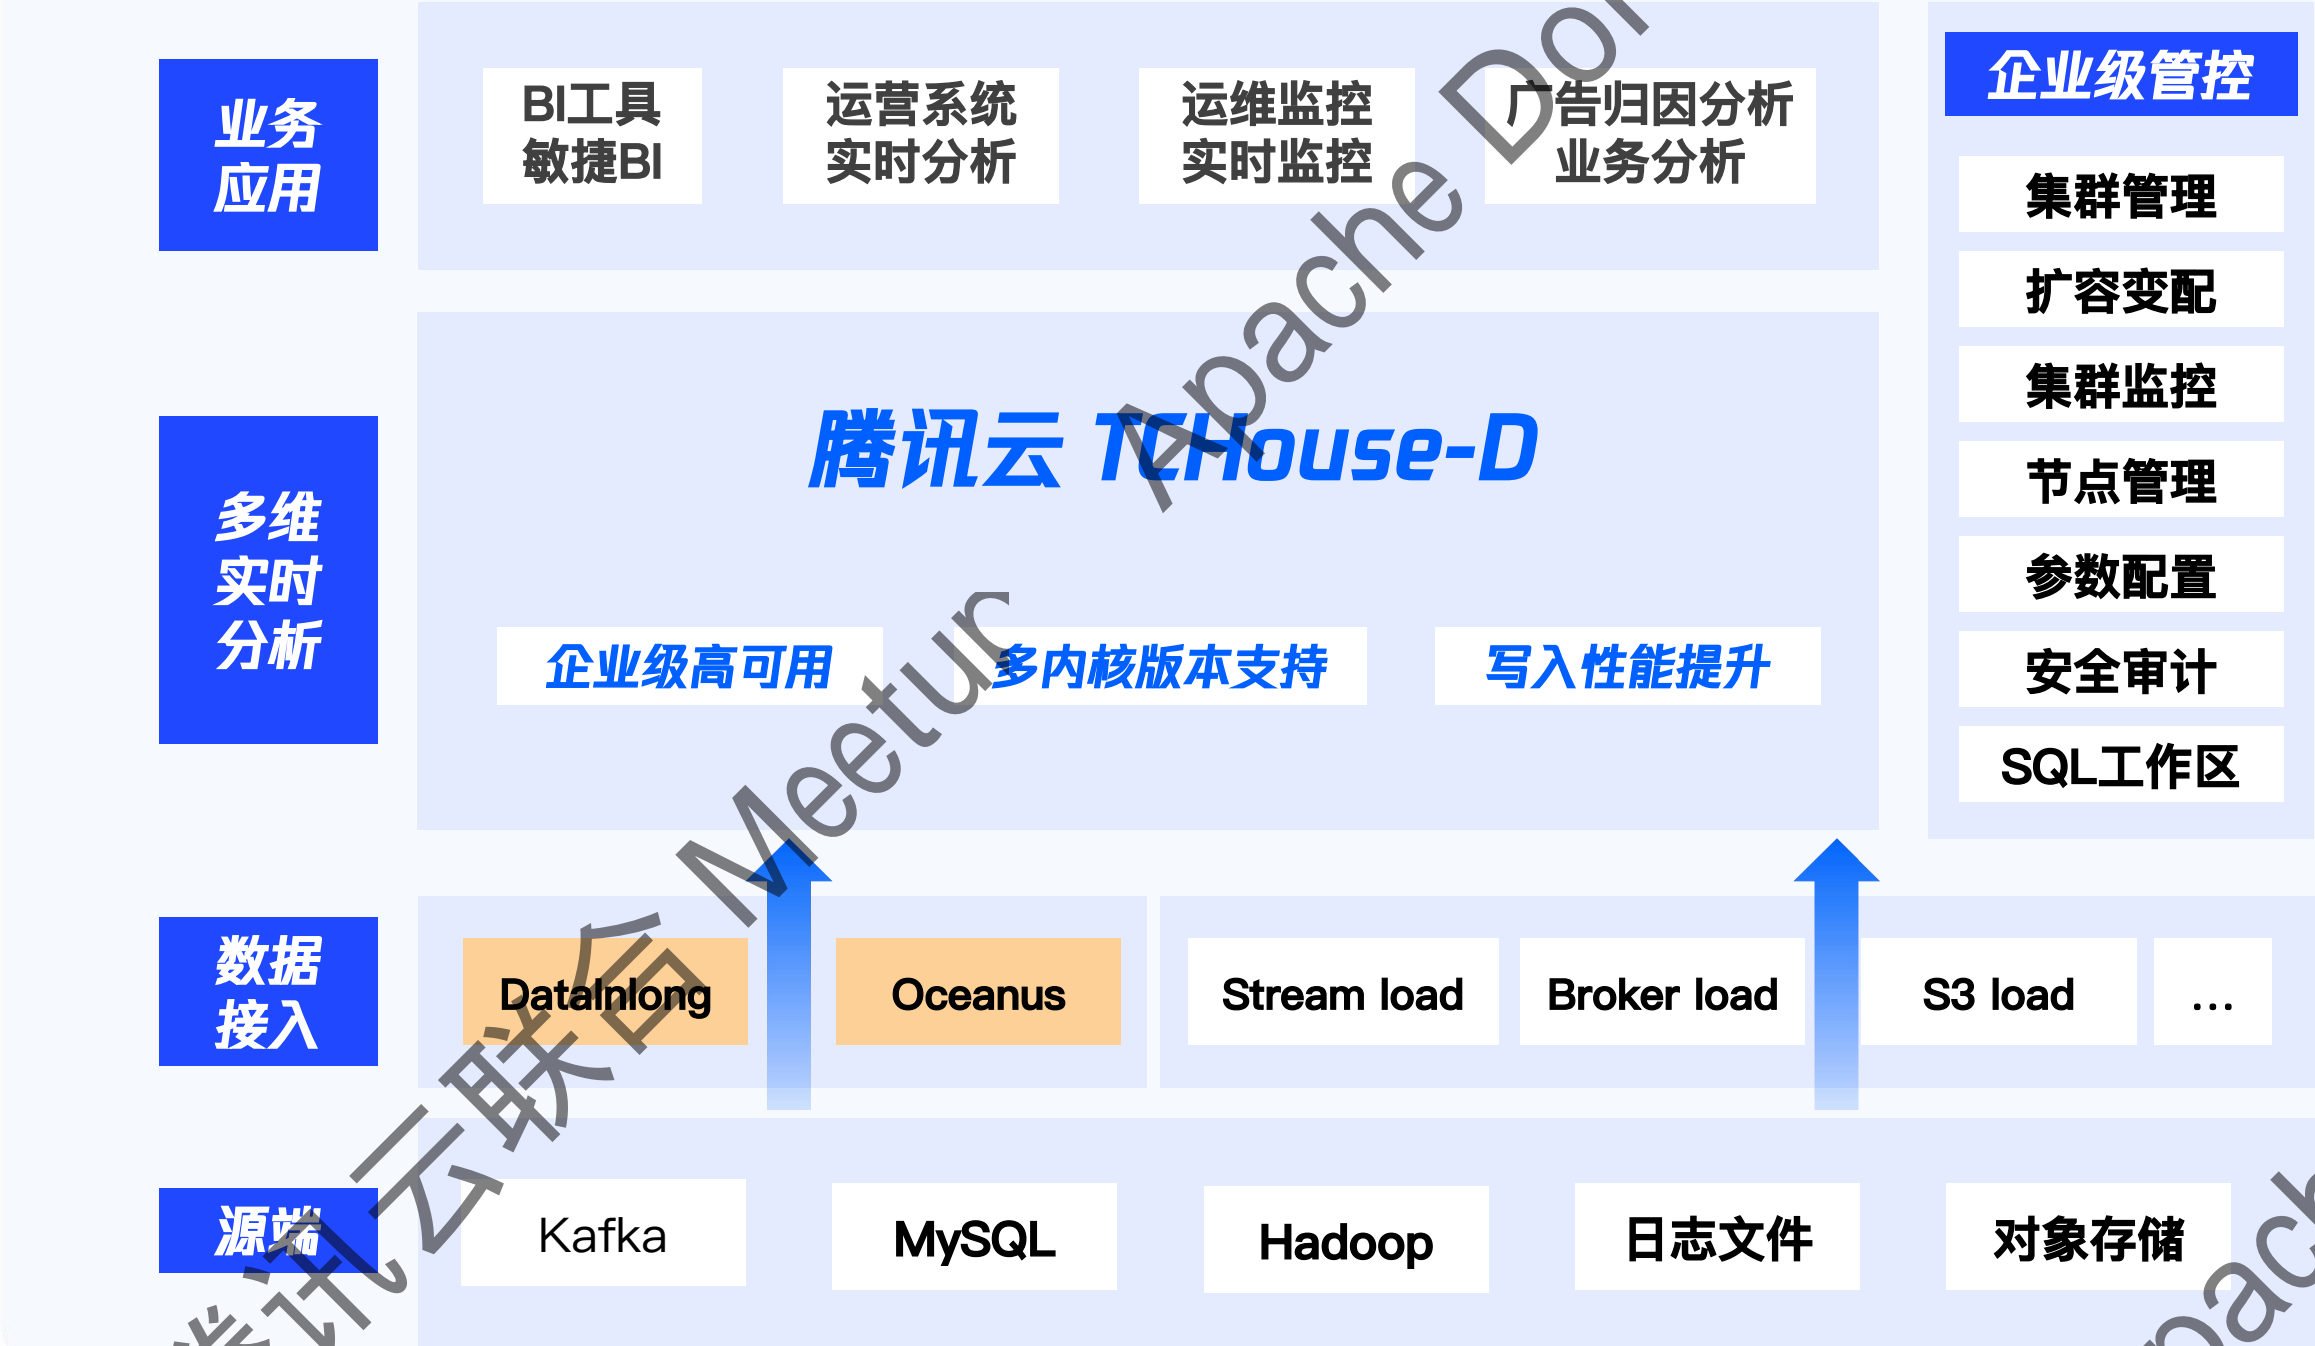 业务
应用
BI工具
敏捷BI
运营系统
实时分析
运维监控
实时监控
广告归因分析
业务分析
企业级管控
集群管理
扩容变配
集群监控
节点管理
参数配置
安全审计
SQL工作区
多维
实时
分析
腾讯云 TCHouse-D
企业级高可用
多内核版本支持
写入性能提升
数据
接入
DataInlong
Oceanus
Stream load
Broker load
S3 load
...
源端
Kafka
MySQL
Hadoop
日志文件
对象存储
Apache
腾讯云联合